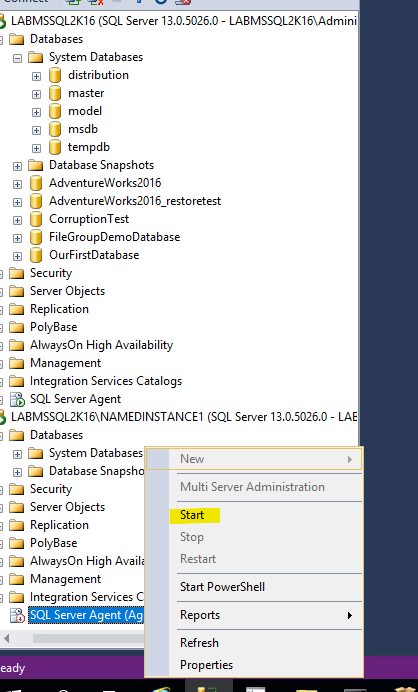 Connect
LABMSSQL2K16 (SQL Server 13.0.5026.0 - LABMSSQL2K16\Admini
Databases
System Databases
distribution
master
model
msdb
tempdb
Database Snapshots
AdventureWorks2016
AdventureWorks2016_restoretest
CorruptionTest
FileGroupDemoDatabase
OurFirstDatabase
Security
Server Objects
Replication
PolyBase
AlwaysOn High Availability
Management
Integration Services Catalogs
SQL Server Agent
LABMSSQL2K16\NAMEDINSTANCE1 (SQL Server 13.0.5026.0 - LAB
Databases
System Databases
Database Snapsho
Security
Server Objects
Replication
PolyBase
AlwaysOn High Availa
Management
Integration Services C
SQL Server Agent (Ag
New
Multi Server Administration
Start
Stop
Restart
Start PowerShell
Reports
Refresh
Properties
eady